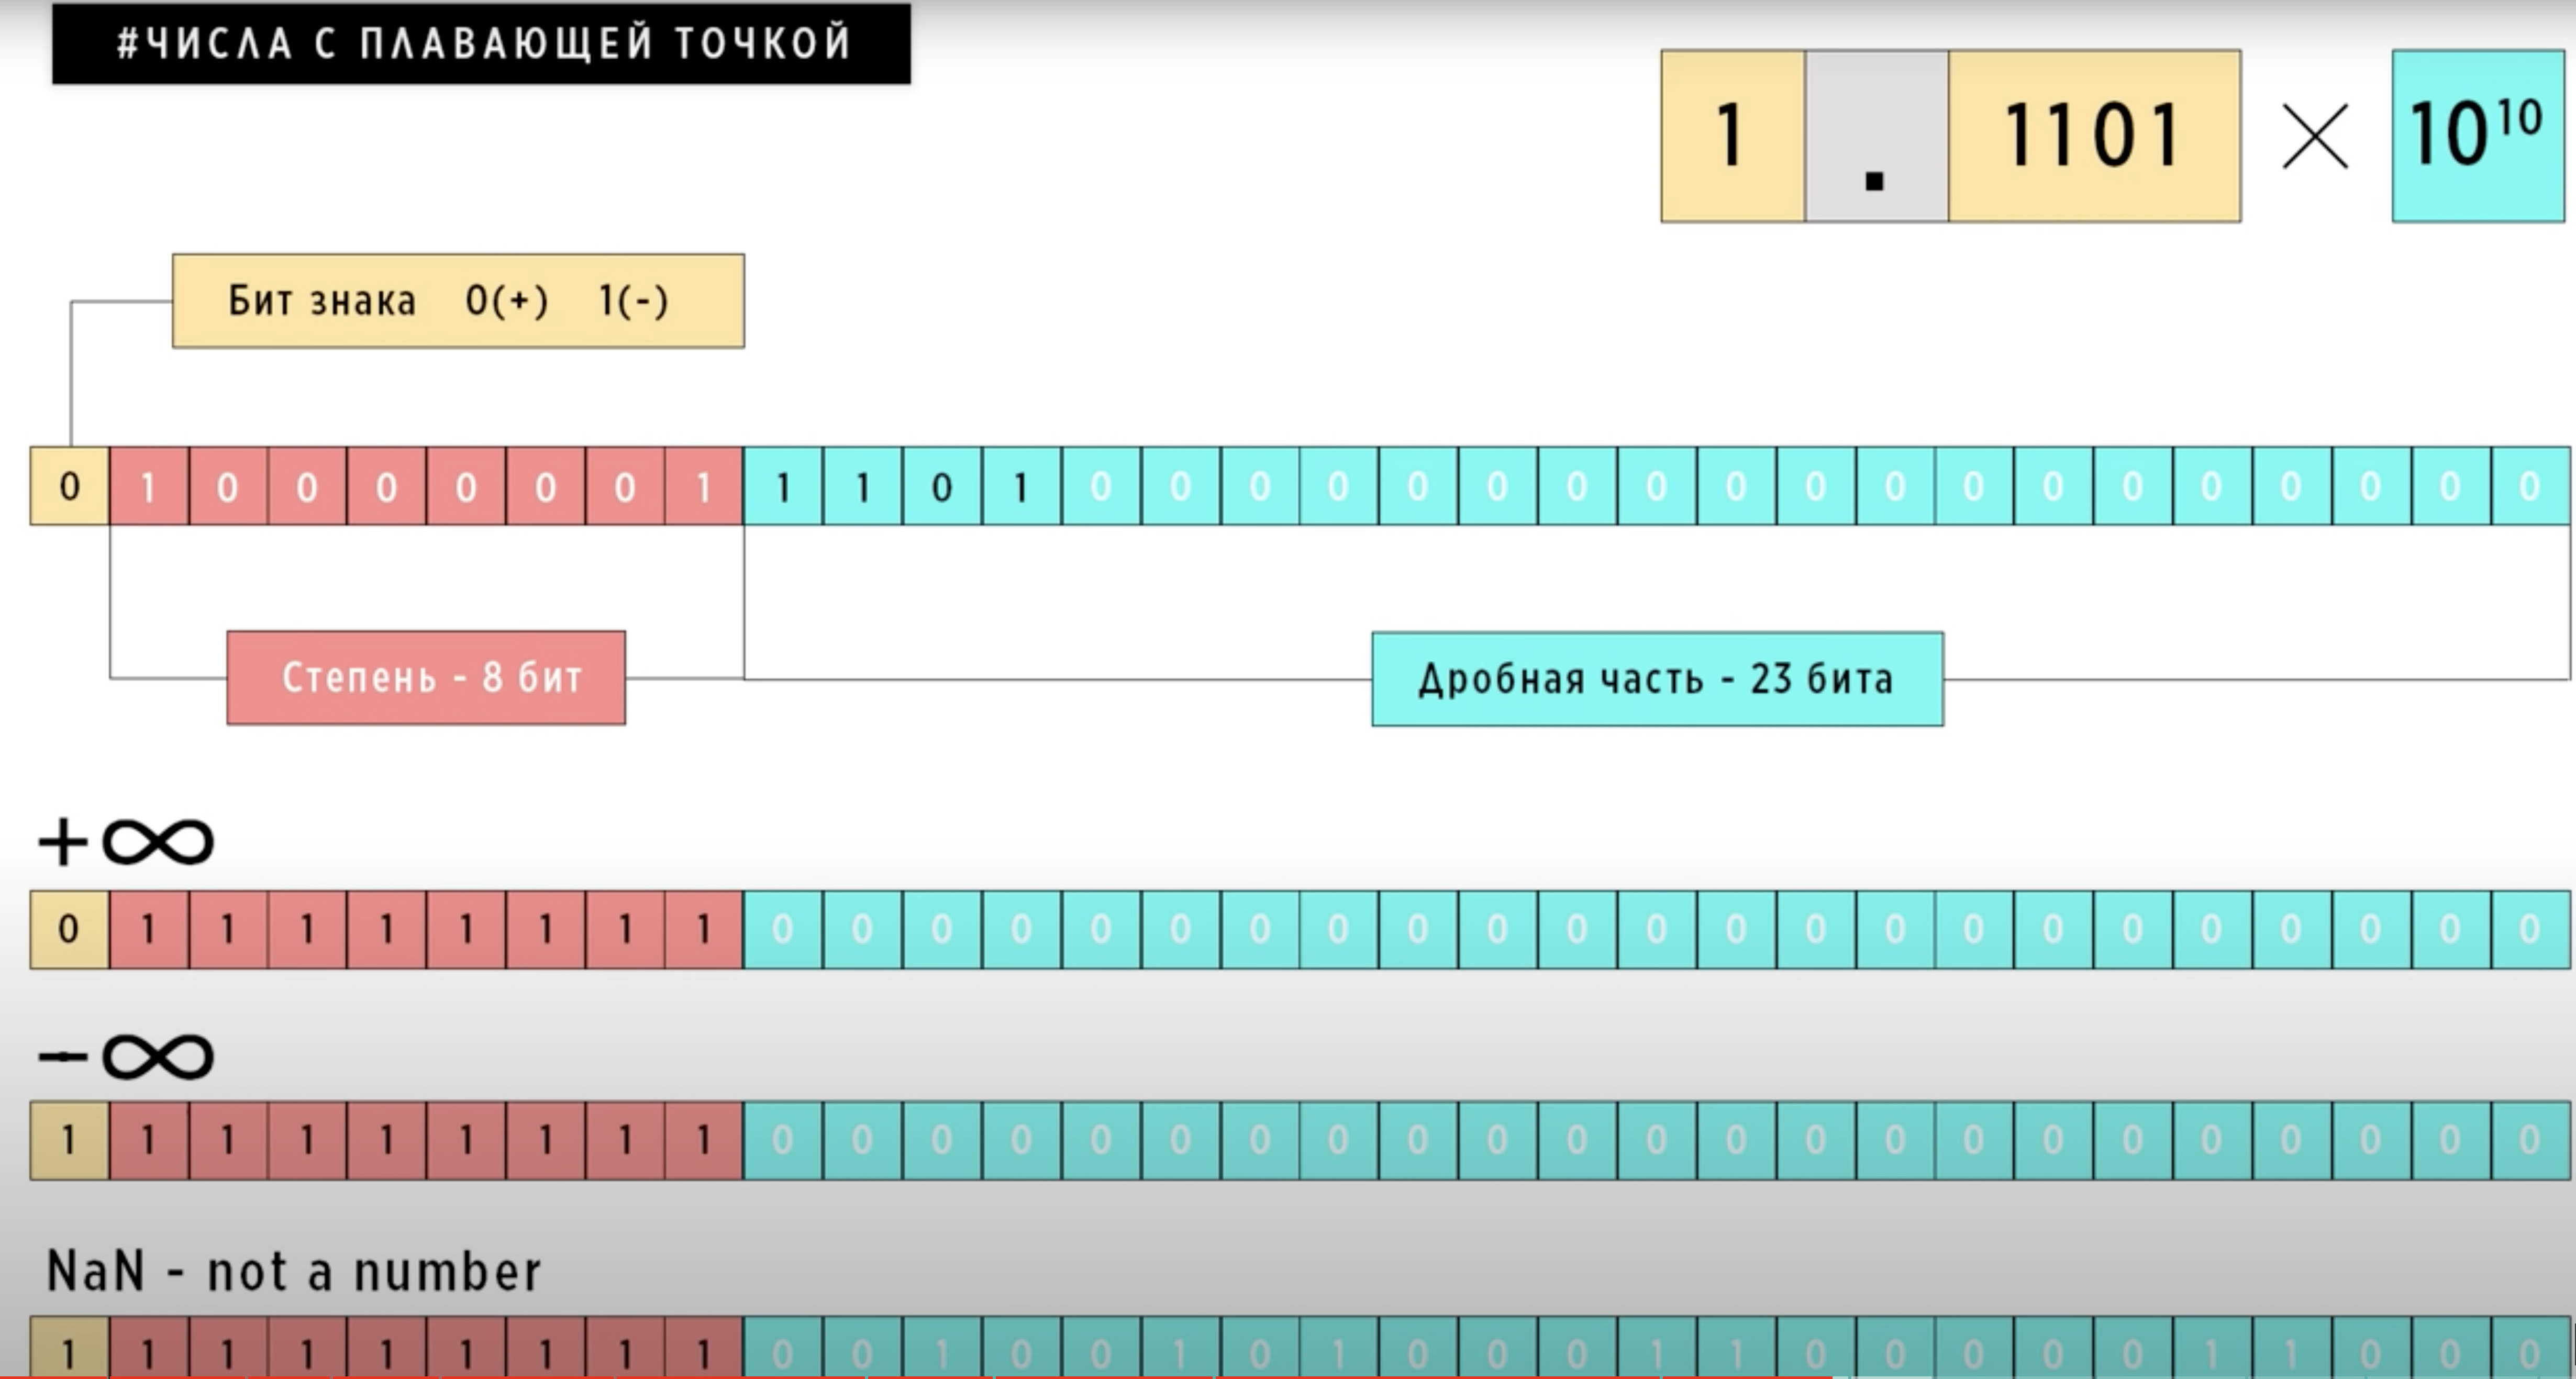 #ЧИСЛА С ПЛАВАЮЩЕЙ ТОЧКОЙ
1 . 1101 × 10¹⁰
Бит знака 0(+) 1(-)
0 1 0 0 0 0 0 0 1 1 1 0 1 0 0 0 0 0 0 0 0 0 0 0 0 0 0 0 0 0 0 0
Степень - 8 бит
Дробная часть - 23 бита
+∞
0 1 1 1 1 1 1 1 1 0 0 0 0 0 0 0 0 0 0 0 0 0 0 0 0 0 0 0 0 0 0 0
-∞
1 1 1 1 1 1 1 1 1 0 0 0 0 0 0 0 0 0 0 0 0 0 0 0 0 0 0 0 0 0 0 0
NaN - not a number
1 1 1 1 1 1 1 1 1 0 0 1 0 0 1 0 1 0 0 0 1 1 0 0 0 0 0 1 1 0 0 0